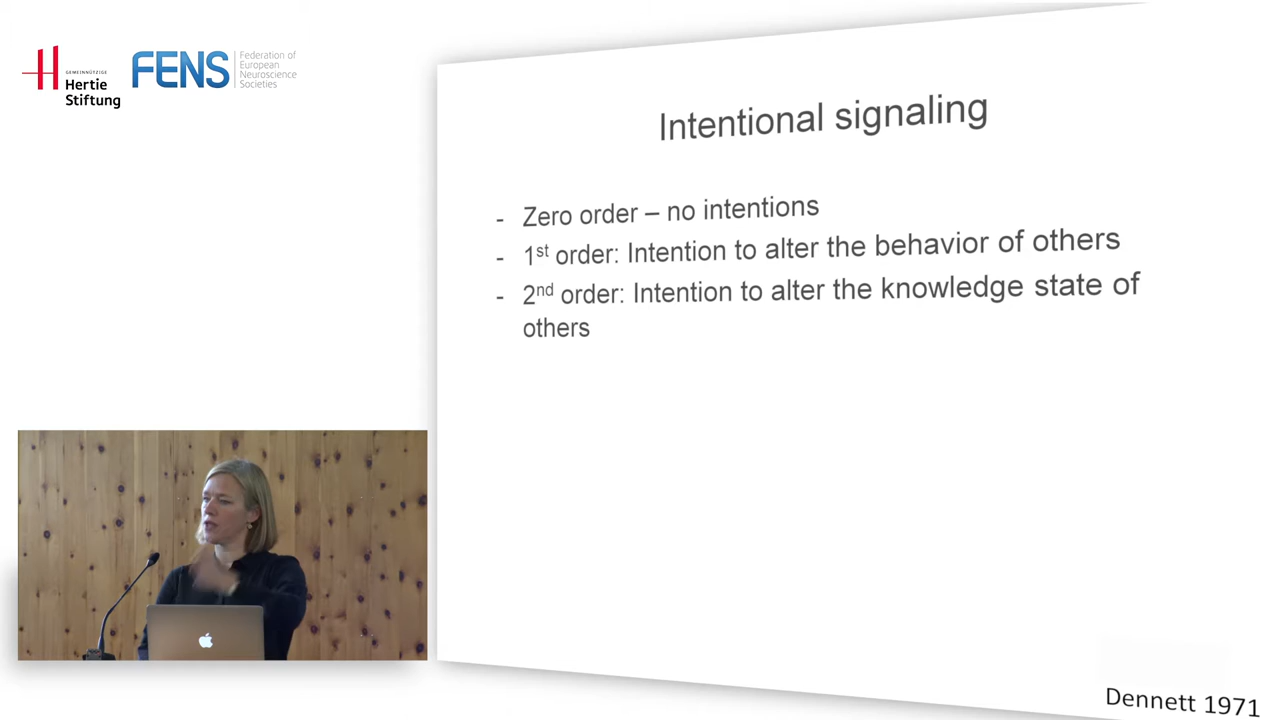 GEMEINNÜTZIGE
Hertie
Stiftung
FENS
Federation of
European
Neuroscience
Societies
Intentional signaling
- Zero order – no intentions
- 1st order: Intention to alter the behavior of others
- 2nd order: Intention to alter the knowledge state of
others
Dennett 1971